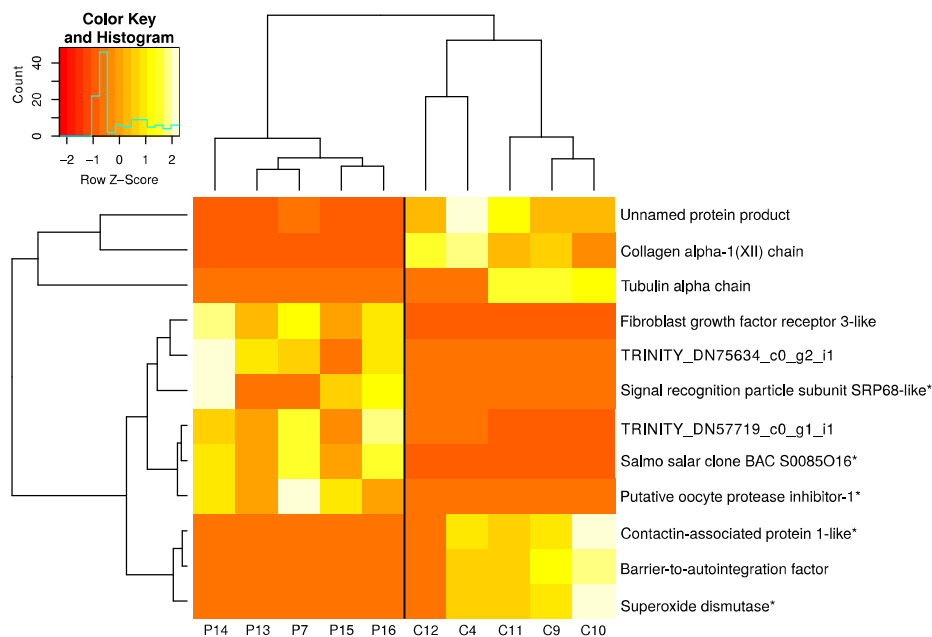 Color Key
and Histogram
Count
0 20 40
−2 −1 0 1 2
Row Z−Score
Unnamed protein product
Collagen alpha-1(XII) chain
Tubulin alpha chain
Fibroblast growth factor receptor 3-like
TRINITY_DN75634_c0_g2_i1
Signal recognition particle subunit SRP68-like*
TRINITY_DN57719_c0_g1_i1
Salmo salar clone BAC S0085O16*
Putative oocyte protease inhibitor-1*
Contactin-associated protein 1-like*
Barrier-to-autointegration factor
Superoxide dismutase*
P14 P13 P7 P15 P16 C12 C4 C11 C9 C10